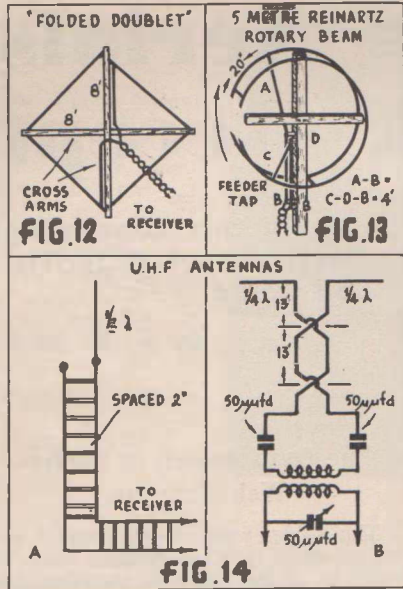 "FOLDED DOUBLET"
8'
8'
CROSS
ARMS
TO
RECEIVER
FIG.12
5 METRE REINARTZ
ROTARY BEAM
20"
A
D
C
FEEDER
TAP
B
B
A-B=
C-D-B=4'
FIG.13
U.H.F ANTENNAS
½ λ
SPACED 2"
TO
RECEIVER
A
¼ λ
¼ λ
13'
13'
50µµfd
50µµfd
50µµfd
B
FIG.14